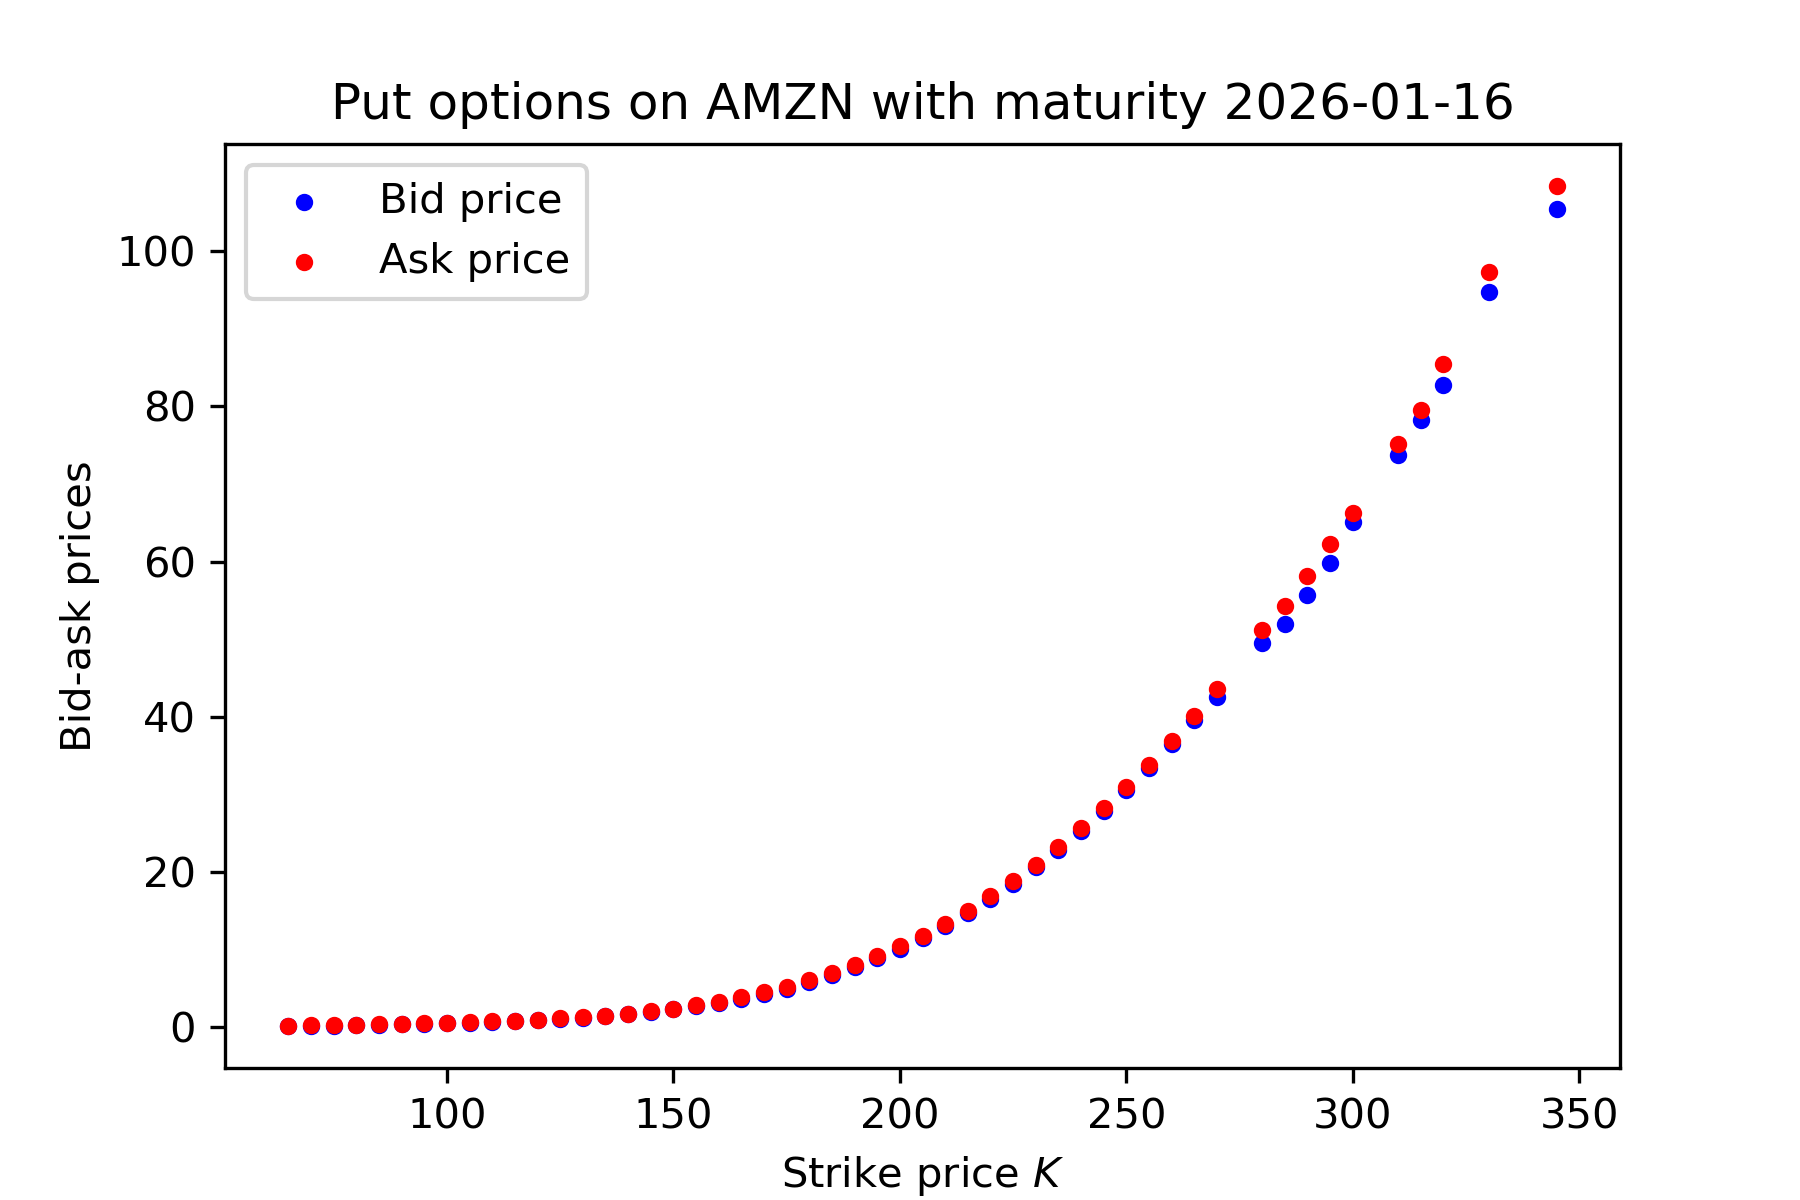 Put options on AMZN with maturity 2026-01-16
Bid price
Ask price
100
80
60
40
20
0
Bid-ask prices
100 150 200 250 300 350
Strike price K